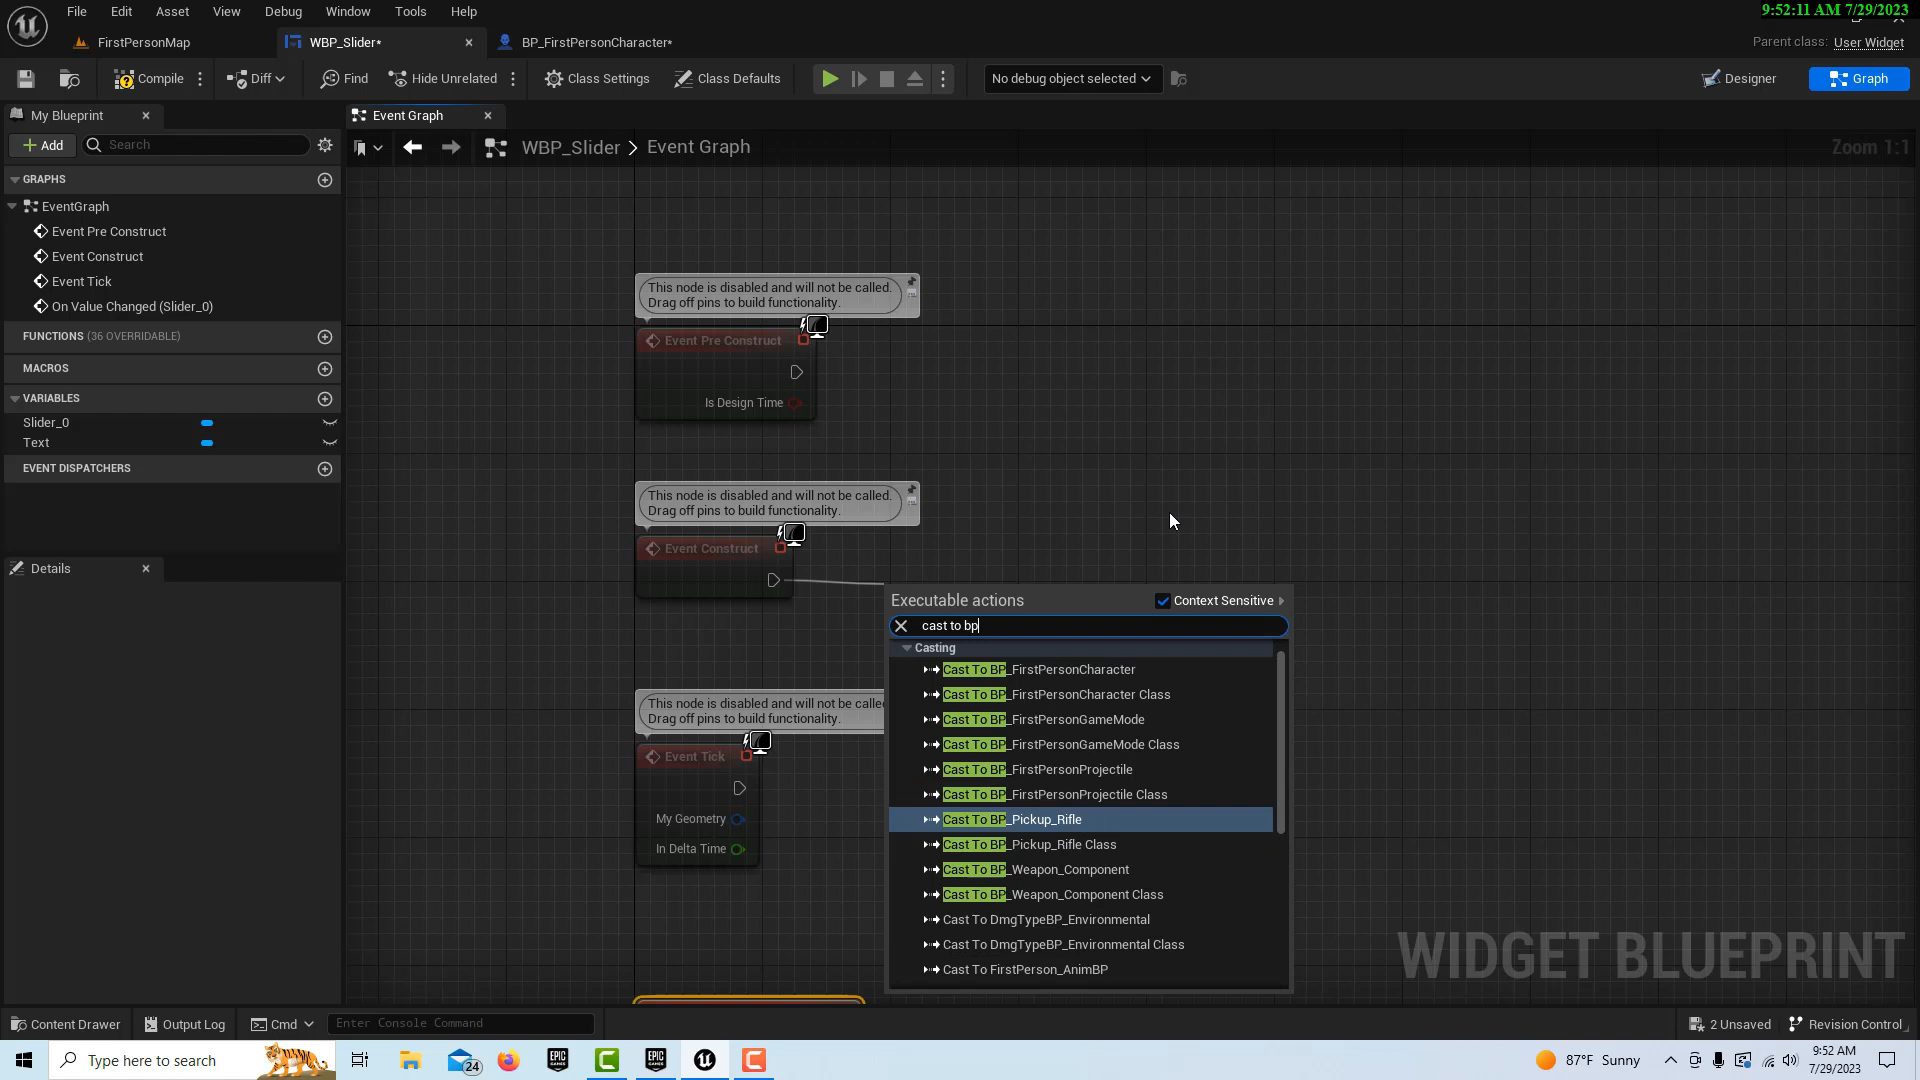 9:52:11 AM 7/29/2023
File Edit Asset View Debug Window Tools Help
FirstPersonMap
WBP_Slider*
BP_FirstPersonCharacter*
Parent class: User Widget
Compile
Diff
Find
Hide Unrelated
Class Settings
Class Defaults
No debug object selected
Designer
Graph
My Blueprint
Event Graph
Add
Search
WBP_Slider > Event Graph
Zoom 1:1
GRAPHS
EventGraph
Event Pre Construct
Event Construct
Event Tick
On Value Changed (Slider_0)
FUNCTIONS (36 OVERRIDABLE)
MACROS
VARIABLES
Slider_0
Text
EVENT DISPATCHERS
Details
This node is disabled and will not be called.
Drag off pins to build functionality.
Event Pre Construct
Is Design Time
This node is disabled and will not be called.
Drag off pins to build functionality.
Event Construct
This node is disabled and will not be calle
Drag off pins to build functionality.
Event Tick
My Geometry
In Delta Time
Executable actions
Context Sensitive
cast to bp
Casting
Cast To BP_FirstPersonCharacter
Cast To BP_FirstPersonCharacter Class
Cast To BP_FirstPersonGameMode
Cast To BP_FirstPersonGameMode Class
Cast To BP_FirstPersonProjectile
Cast To BP_FirstPersonProjectile Class
Cast To BP_Pickup_Rifle
Cast To BP_Pickup_Rifle Class
Cast To BP_Weapon_Component
Cast To BP_Weapon_Component Class
Cast To DmgTypeBP_Environmental
Cast To DmgTypeBP_Environmental Class
Cast To FirstPerson_AnimBP
WIDGET BLUEPRINT
Content Drawer
Output Log
Cmd
Enter Console Command
2 Unsaved
Revision Control
Type here to search
24
EPIC GAMES
EPIC GAMES
87°F Sunny
9:52 AM
7/29/2023